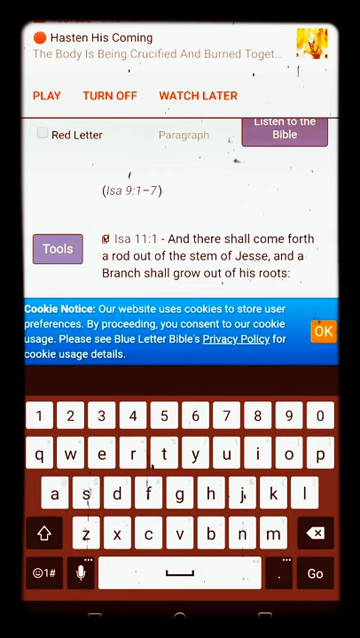 Hasten His Coming
The Body Is Being Crucified And Burned Toget...
PLAY TURN OFF WATCH LATER
Red Letter Paragraph Listen to the
Bible
(Isa 9:1–7)
Tools
Isa 11:1 - And there shall come forth
a rod out of the stem of Jesse, and a
Branch shall grow out of his roots:
Cookie Notice: Our website uses cookies to store user
preferences. By proceeding, you consent to our cookie
usage. Please see Blue Letter Bible's Privacy Policy for
cookie usage details.
OK
1 2 3 4 5 6 7 8 9 0
q w e r t y u i o p
a s d f g h j k l
z x c v b n m
☺1# . Go